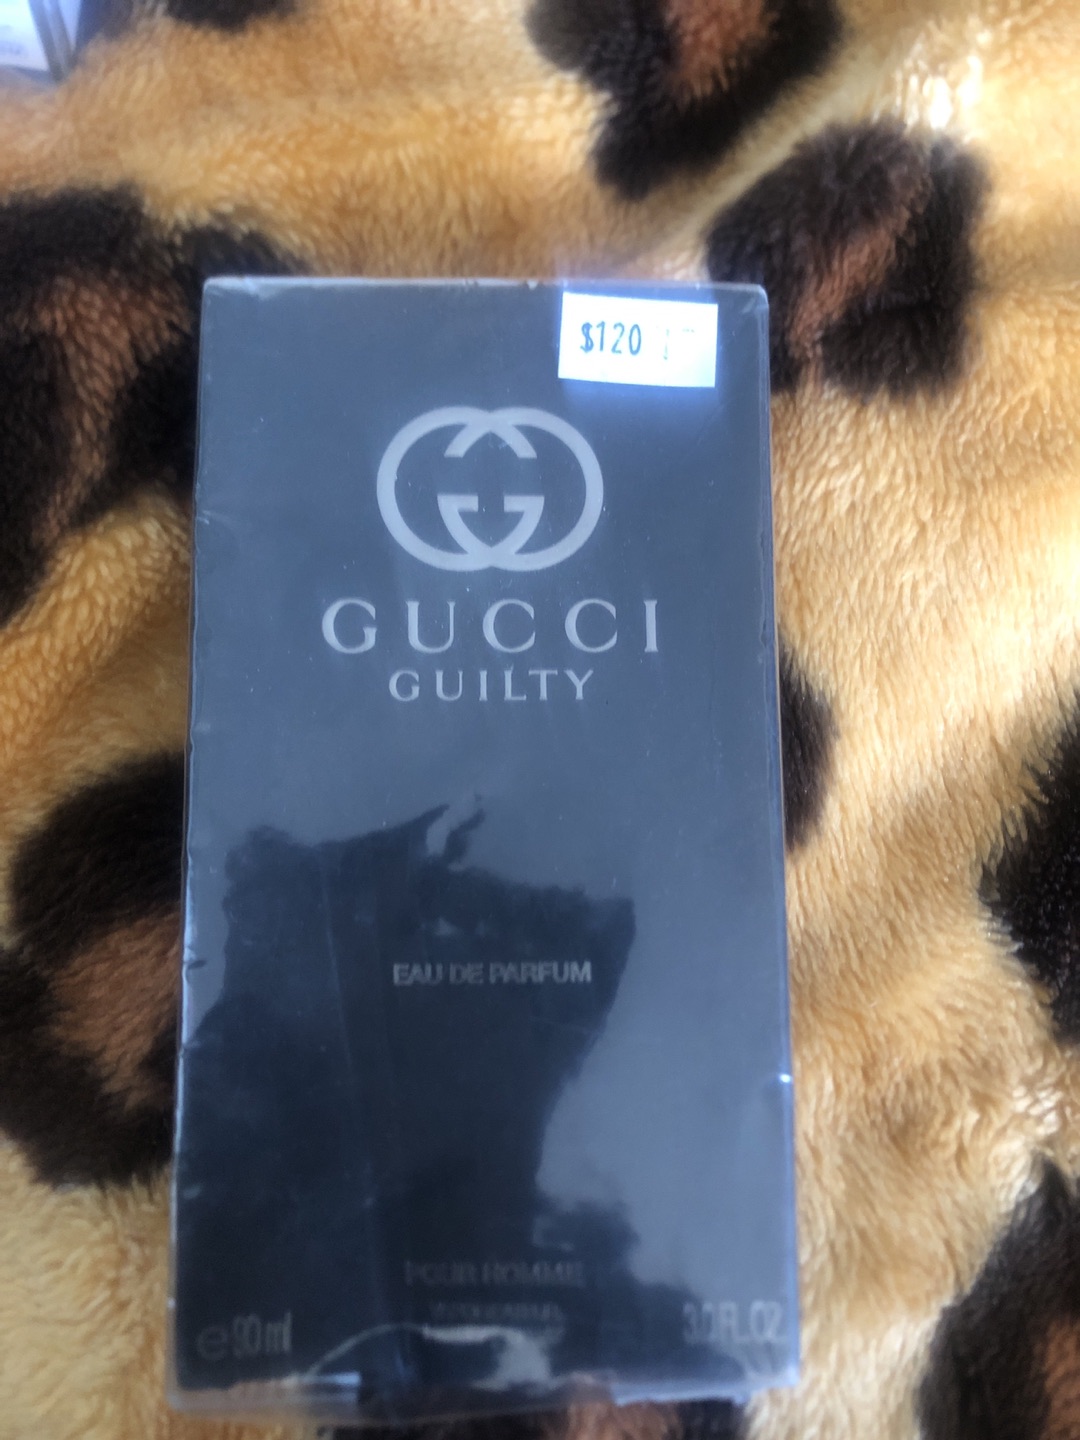 $120
GUCCI
GUILTY
EAU DE PARFUM
POUR HOMME
e 90 ml
3.0 FL.OZ.